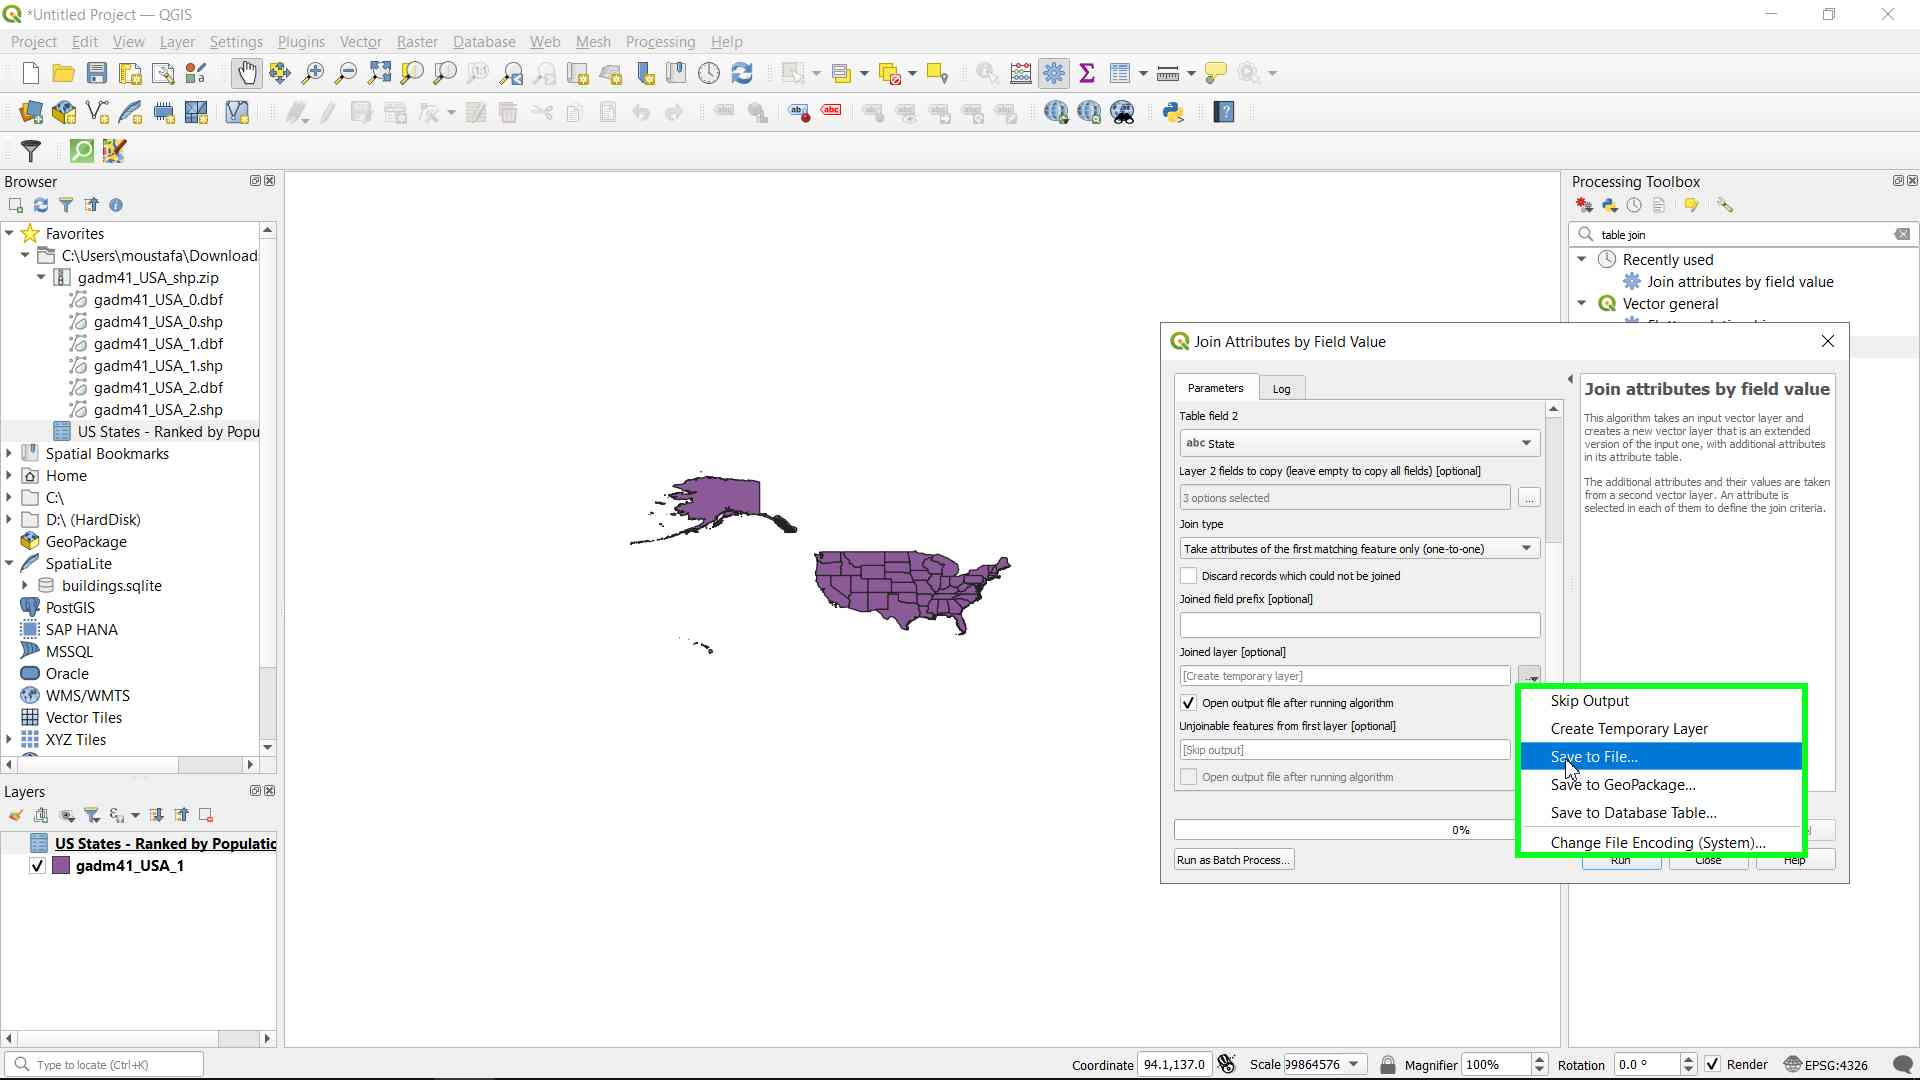 *Untitled Project — QGIS
Project Edit View Layer Settings Plugins Vector Raster Database Web Mesh Processing Help
Browser
Favorites
C:\Users\moustafa\Download
gadm41_USA_shp.zip
gadm41_USA_0.dbf
gadm41_USA_0.shp
gadm41_USA_1.dbf
gadm41_USA_1.shp
gadm41_USA_2.dbf
gadm41_USA_2.shp
US States - Ranked by Popu
Spatial Bookmarks
Home
C:\
D:\ (HardDisk)
GeoPackage
SpatiaLite
buildings.sqlite
PostGIS
SAP HANA
MSSQL
Oracle
WMS/WMTS
Vector Tiles
XYZ Tiles
Layers
US States - Ranked by Populatic
gadm41_USA_1
Processing Toolbox
table join
Recently used
Join attributes by field value
Vector general
Join Attributes by Field Value
Parameters Log
Table field 2
abc State
Layer 2 fields to copy (leave empty to copy all fields) [optional]
3 options selected
...
Join type
Take attributes of the first matching feature only (one-to-one)
Discard records which could not be joined
Joined field prefix [optional]
Joined layer [optional]
[Create temporary layer]
Open output file after running algorithm
Unjoinable features from first layer [optional]
[Skip output]
Open output file after running algorithm
0%
Run as Batch Process...
Run Close Help
Join attributes by field value
This algorithm takes an input vector layer and
creates a new vector layer that is an extended
version of the input one, with additional attributes
in its attribute table.
The additional attributes and their values are taken
from a second vector layer. An attribute is
selected in each of them to define the join criteria.
Skip Output
Create Temporary Layer
Save to File...
Save to GeoPackage...
Save to Database Table...
Change File Encoding (System)...
Type to locate (Ctrl+K)
Coordinate 94.1,137.0 Scale 99864576 Magnifier 100% Rotation 0.0 ° Render EPSG:4326